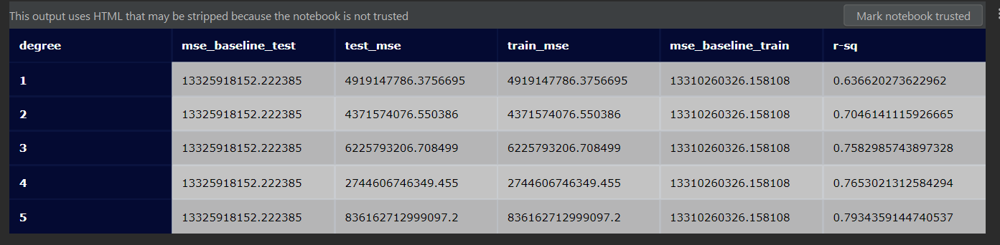 This output uses HTML that may be stripped because the notebook is not trusted Mark notebook trusted
degree mse_baseline_test test_mse train_mse mse_baseline_train r-sq
1 13325918152.222385 4919147786.3756695 4919147786.3756695 13310260326.158108 0.636620273622962
2 13325918152.222385 4371574076.550386 4371574076.550386 13310260326.158108 0.7046141115926665
3 13325918152.222385 6225793206.708499 6225793206.708499 13310260326.158108 0.7582985743897328
4 13325918152.222385 2744606746349.455 2744606746349.455 13310260326.158108 0.7653021312584294
5 13325918152.222385 836162712999097.2 836162712999097.2 13310260326.158108 0.7934359144740537